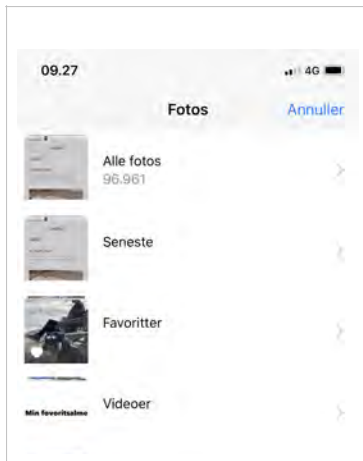 09.27
4G
Fotos
Annuller
Alle fotos
96.961
Seneste
Favoritter
Videoer
Min favoritsalme